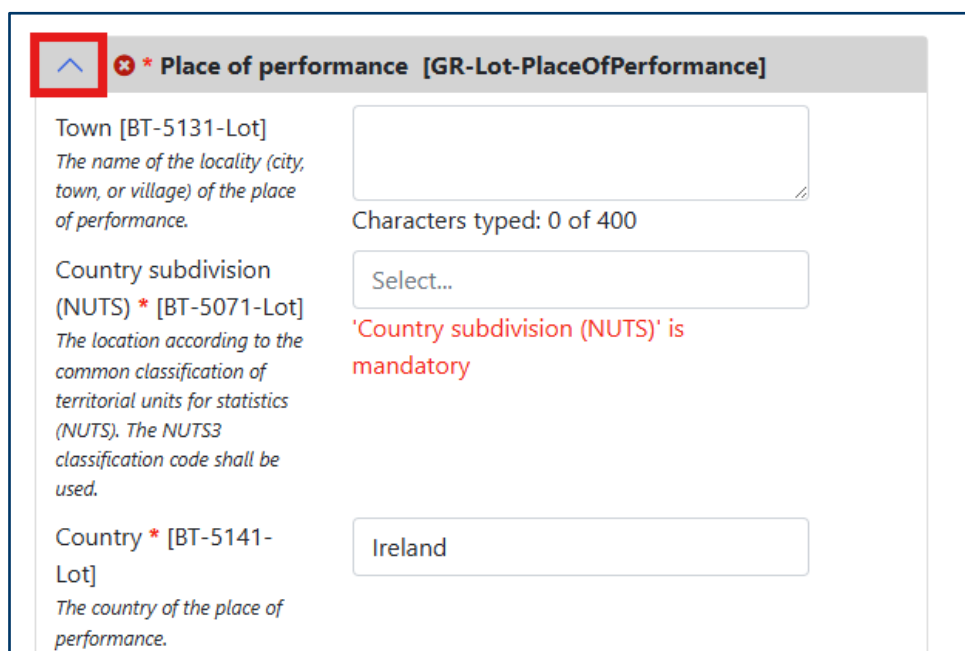 * Place of performance [GR-Lot-PlaceOfPerformance]
Town [BT-5131-Lot]
The name of the locality (city,
town, or village) of the place
of performance.
Characters typed: 0 of 400
Country subdivision
(NUTS) * [BT-5071-Lot]
The location according to the
common classification of
territorial units for statistics
(NUTS). The NUTS3
classification code shall be
used.
Select...
'Country subdivision (NUTS)' is
mandatory
Country * [BT-5141-
Lot]
The country of the place of
performance.
Ireland